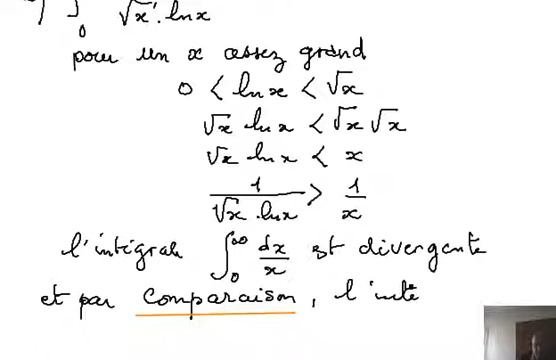 ∫₀ √x . ln x
pour un x assez grand
0 < ln x < √x
√x ln x < √x √x
√x ln x < x
1/(√x . ln x) > 1/x
l'intégrale ∫₀^∞ dx/x est divergente
et par comparaison, l'inté